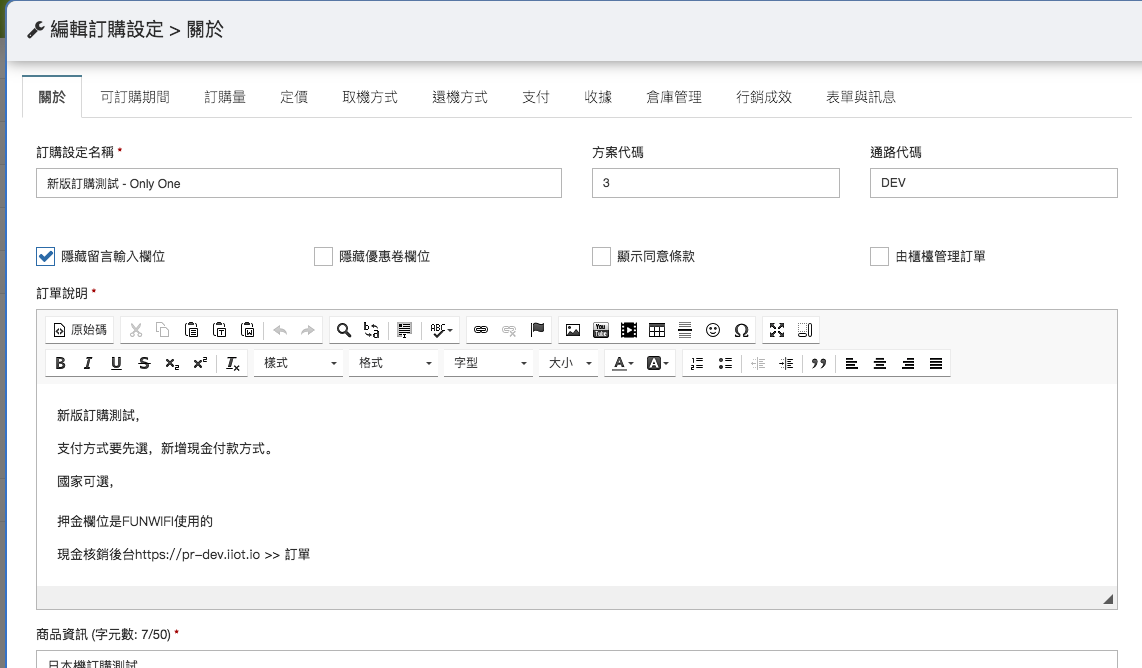 編輯訂購設定 > 關於
關於 可訂購期間 訂購量 定價 取機方式 還機方式 支付 收據 倉庫管理 行銷成效 表單與訊息
訂購設定名稱 * 方案代碼 通路代碼
新版訂購測試 - Only One 3 DEV
隱藏留言輸入欄位 隱藏優惠卷欄位 顯示同意條款 由櫃檯管理訂單
訂單說明 *
原始碼
樣式 格式 字型 大小
新版訂購測試,
支付方式要先選，新增現金付款方式。
國家可選,
押金欄位是FUNWIFI使用的
現金核銷後台https://pr-dev.iiot.io >> 訂單
商品資訊 (字元數: 7/50) *
日本機訂購測試